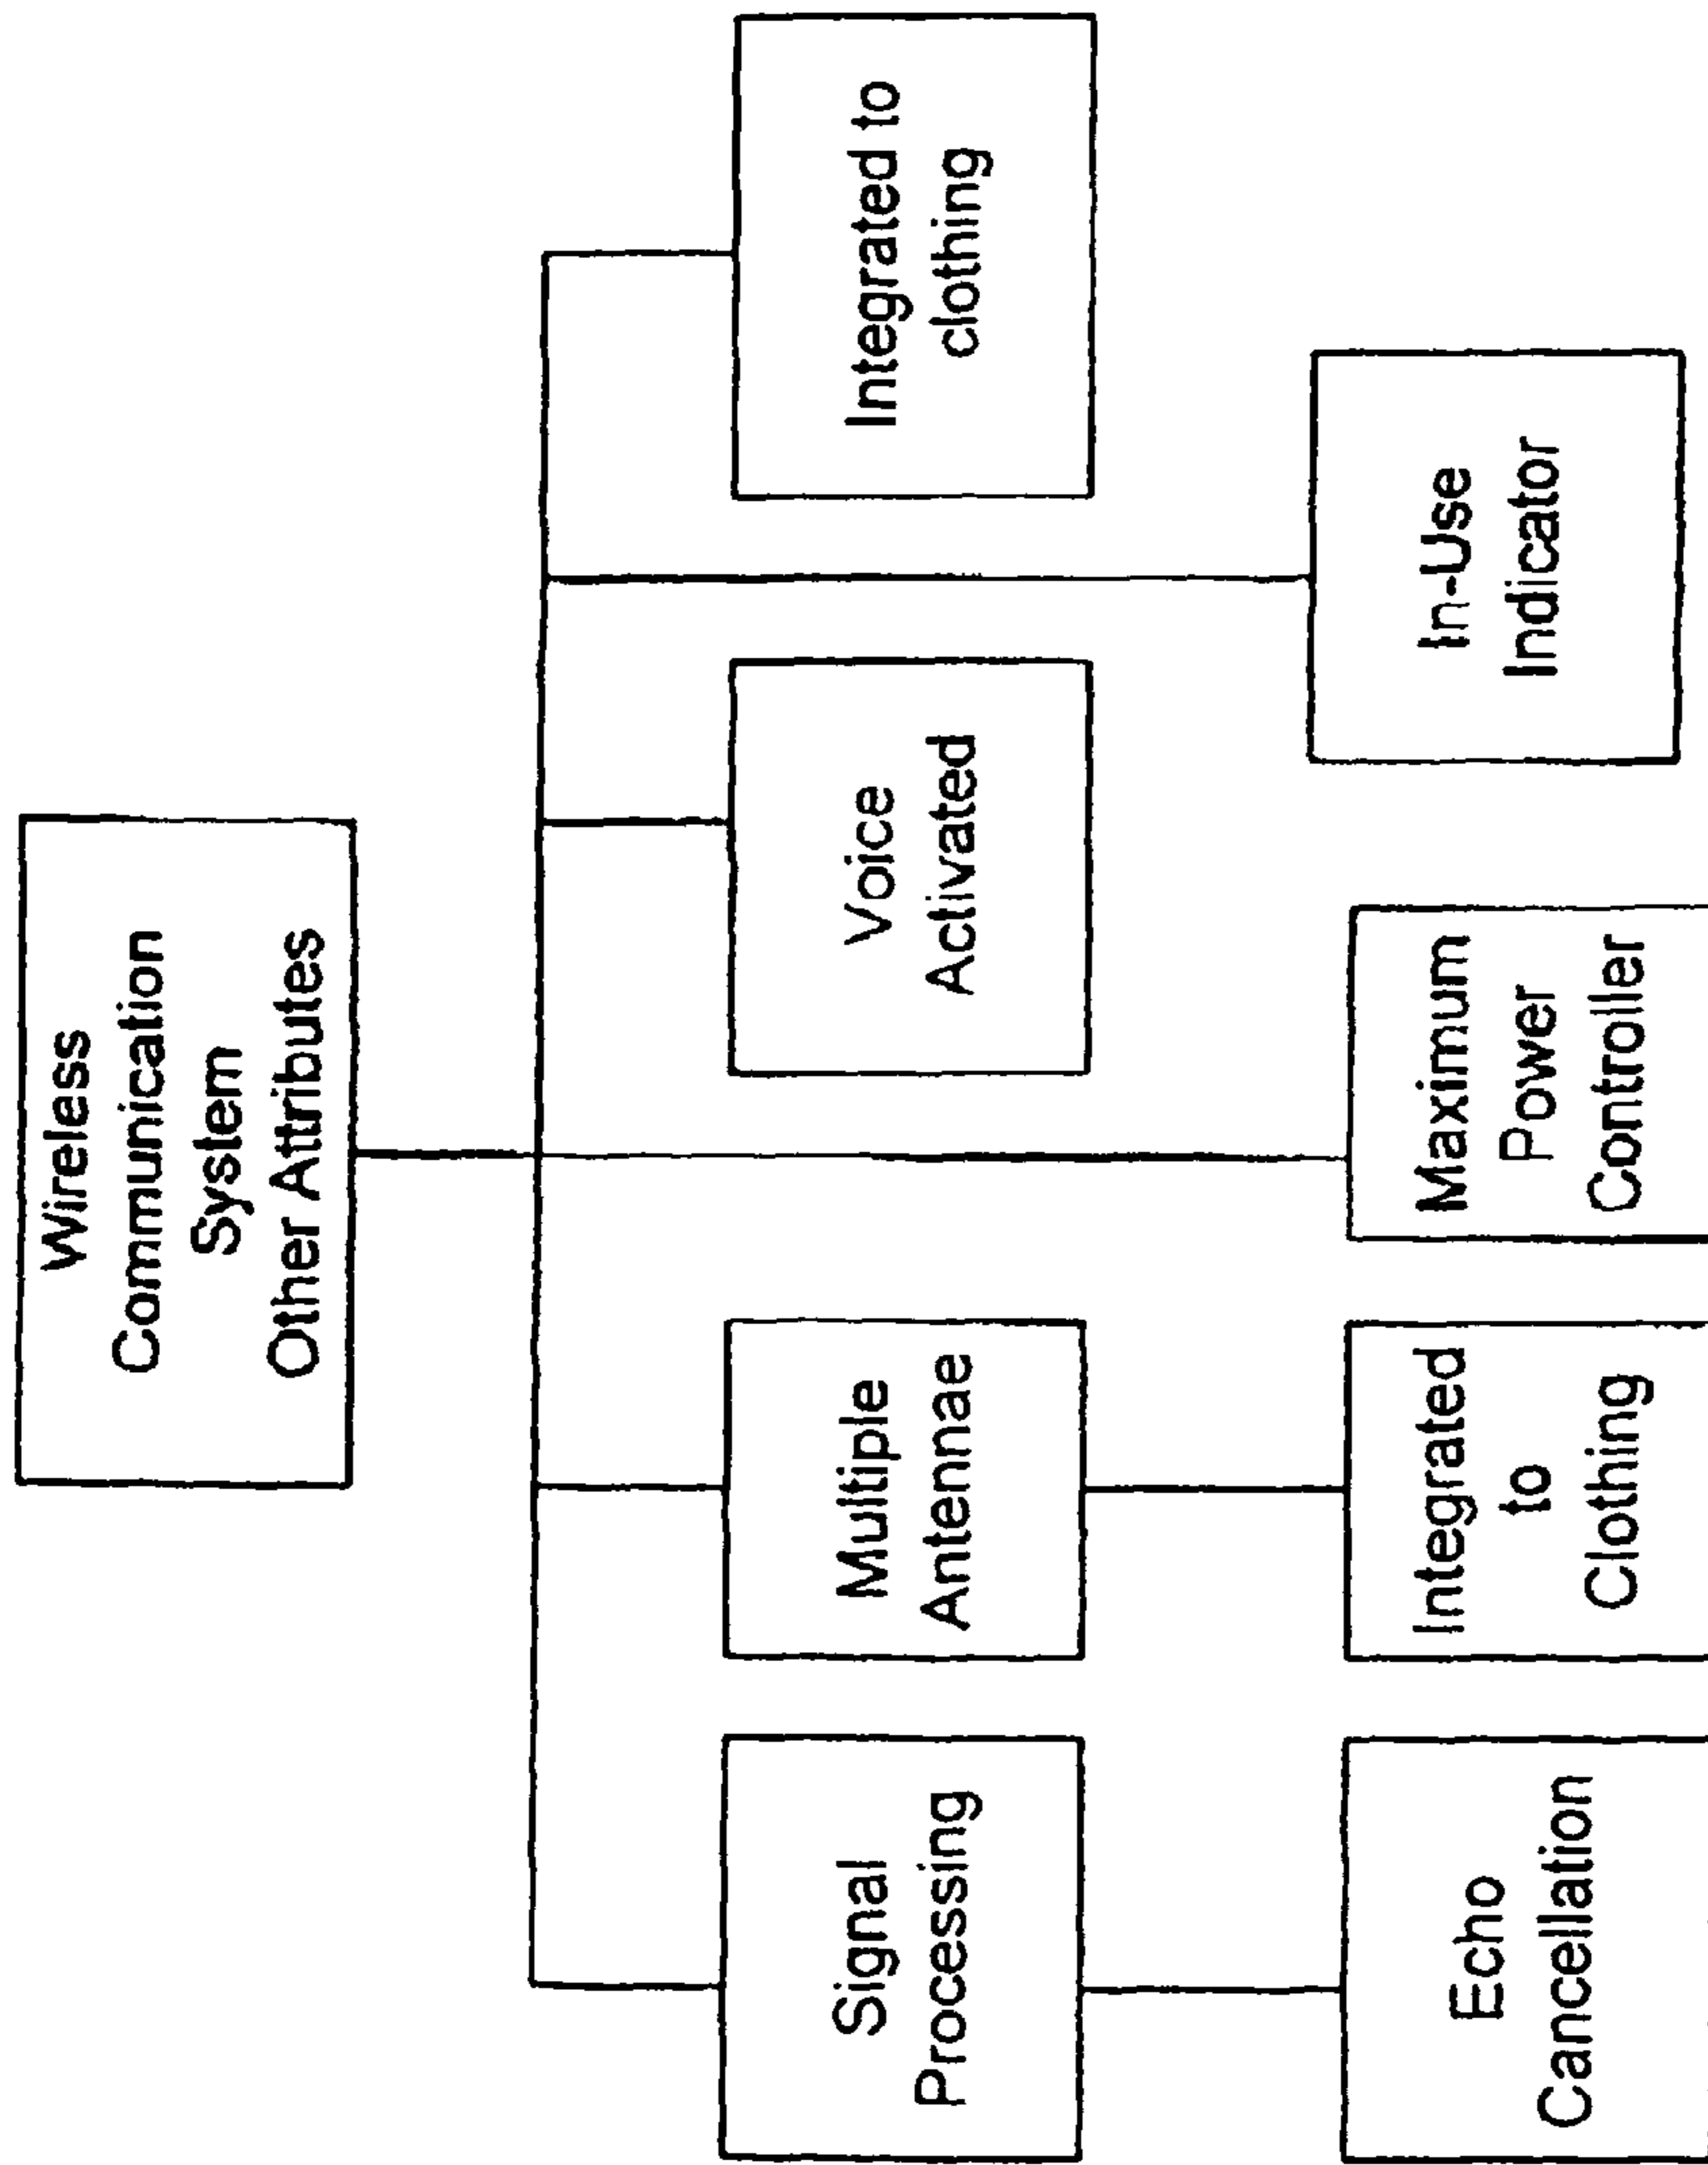 Wireless
Communication
System
Other Attributes
Signal
Processing
Multiple
Antennae
Voice
Activated
Integrated to
clothing
Echo
Cancellation
Integrated
to
Clothing
Maximum
Power
Controller
In-Use
Indicator